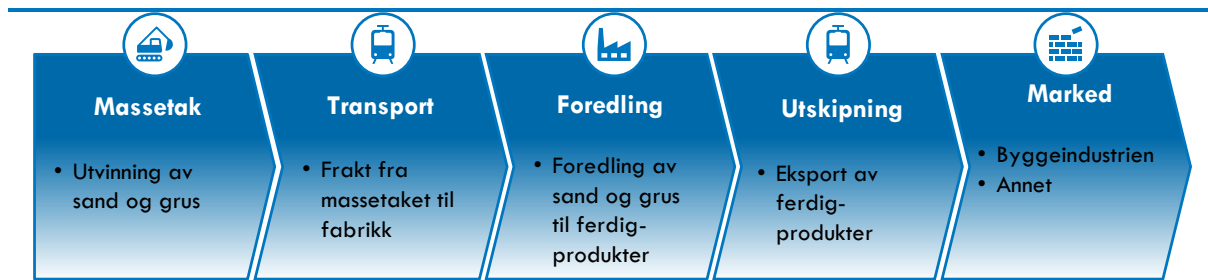 Massetak
• Utvinning av
sand og grus
Transport
• Frakt fra
massetaket til
fabrikk
Foredling
• Foredling av
sand og grus
til ferdig-
produkter
Utskipning
• Eksport av
ferdig-
produkter
Marked
• Byggeindustrien
• Annet